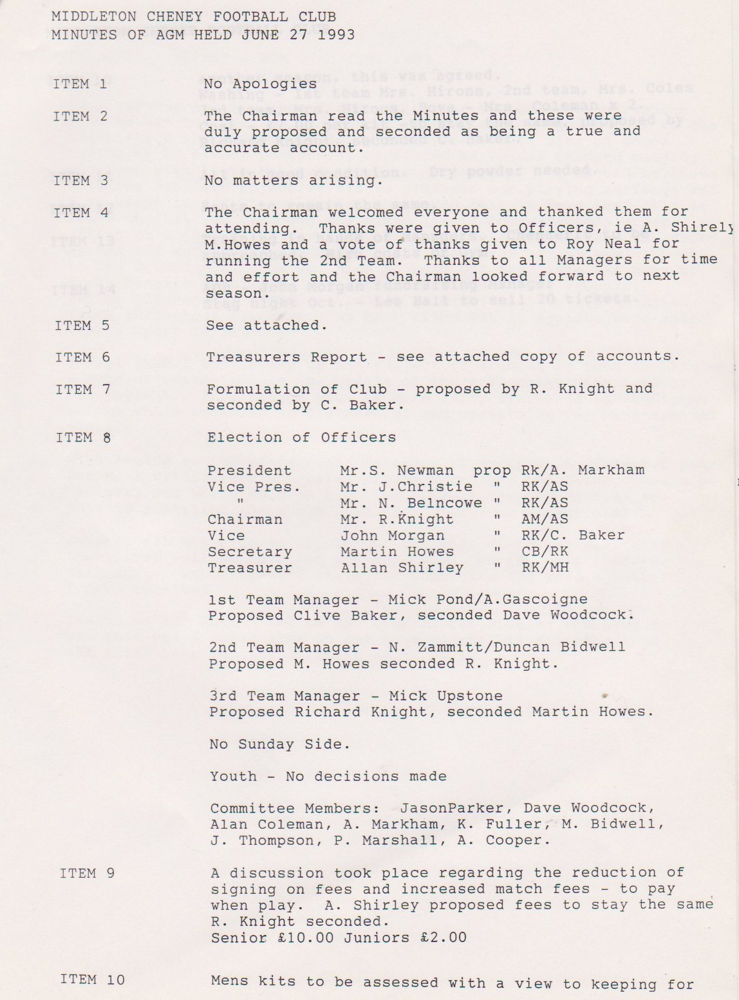 MIDDLETON CHENEY FOOTBALL CLUB
MINUTES OF AGM HELD JUNE 27 1993
ITEM 1 No Apologies
ITEM 2 The Chairman read the Minutes and these were
duly proposed and seconded as being a true and
accurate account.
ITEM 3 No matters arising.
ITEM 4 The Chairman welcomed everyone and thanked them for
attending. Thanks were given to Officers, ie A. Shirely
M.Howes and a vote of thanks given to Roy Neal for
running the 2nd Team. Thanks to all Managers for time
and effort and the Chairman looked forward to next
season.
ITEM 5 See attached.
ITEM 6 Treasurers Report - see attached copy of accounts.
ITEM 7 Formulation of Club - proposed by R. Knight and
seconded by C. Baker.
ITEM 8 Election of Officers
President Mr.S. Newman prop Rk/A. Markham
Vice Pres. Mr. J.Christie " RK/AS
" Mr. N. Belncowe " RK/AS
Chairman Mr. R.Knight " AM/AS
Vice John Morgan " RK/C. Baker
Secretary Martin Howes " CB/RK
Treasurer Allan Shirley " RK/MH
1st Team Manager - Mick Pond/A.Gascoigne
Proposed Clive Baker, seconded Dave Woodcock.
2nd Team Manager - N. Zammitt/Duncan Bidwell
Proposed M. Howes seconded R. Knight.
3rd Team Manager - Mick Upstone
Proposed Richard Knight, seconded Martin Howes.
No Sunday Side.
Youth - No decisions made
Committee Members: JasonParker, Dave Woodcock,
Alan Coleman, A. Markham, K. Fuller, M. Bidwell,
J. Thompson, P. Marshall, A. Cooper.
ITEM 9 A discussion took place regarding the reduction of
signing on fees and increased match fees - to pay
when play. A. Shirley proposed fees to stay the same
R. Knight seconded.
Senior £10.00 Juniors £2.00
ITEM 10 Mens kits to be assessed with a view to keeping for